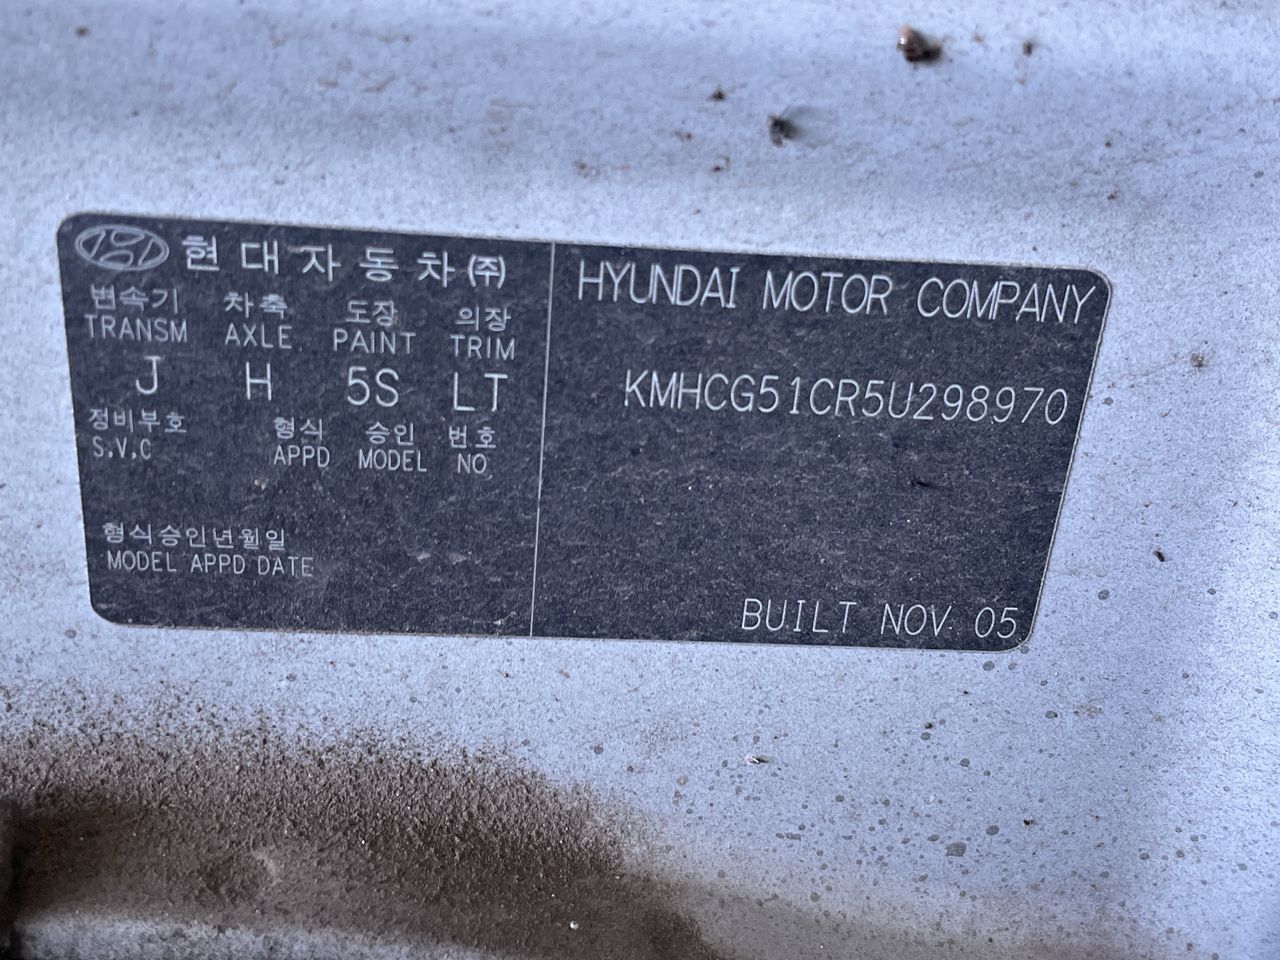 현대자동차(주)
변속기 차축 도장 의장
TRANSM AXLE PAINT TRIM
J H 5S LT
정비부호 형식 승인 번호
S.V.C APPD MODEL NO
형식승인년월일
MODEL APPD DATE
HYUNDAI MOTOR COMPANY
KMHCG51CR5U298970
BUILT NOV. 05